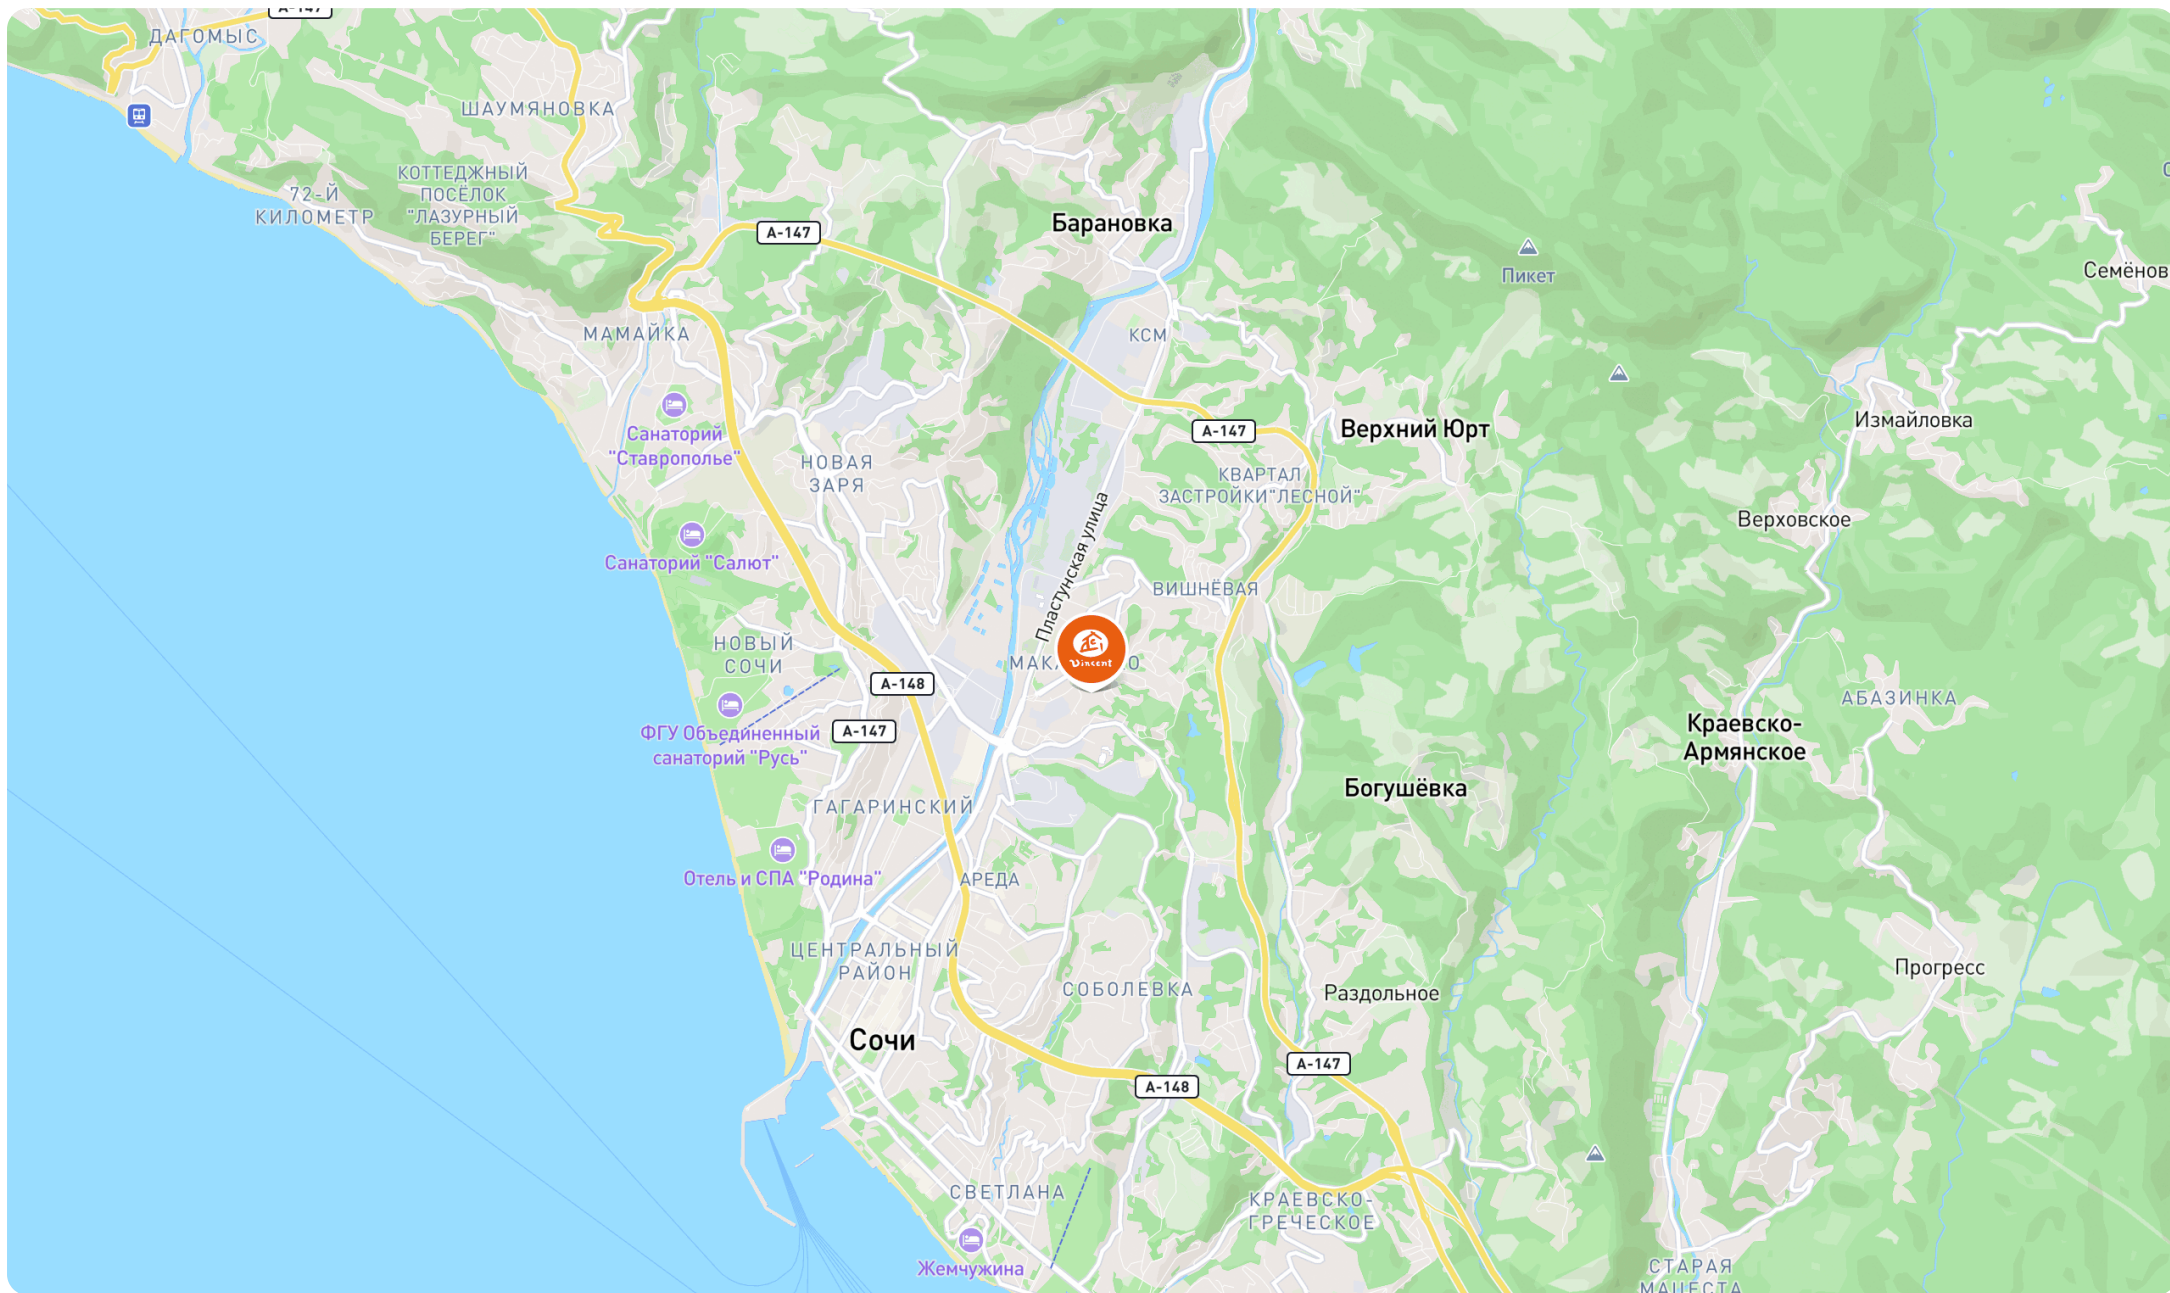 А-147
ДАГОМЫС
ШАУМЯНОВКА
КОТТЕДЖНЫЙ
ПОСЁЛОК
"ЛАЗУРНЫЙ
БЕРЕГ"
72-Й
КИЛОМЕТР
А-147
Барановка
Пикет
МАМАЙКА
КСМ
Измайловка
Санаторий
"Ставрополье"
НОВАЯ
ЗАРЯ
А-147
Верхний Юрт
КВАРТАЛ
ЗАСТРОЙКИ"ЛЕСНОЙ"
Верховское
Пластунская улица
Санаторий "Салют"
ВИШНЁВАЯ
Vincent
НОВЫЙ
СОЧИ
А-148
АБАЗИНКА
ФГУ Объединенный
санаторий "Русь"
А-147
Краевско-
Армянское
Богушёвка
ГАГАРИНСКИЙ
Отель и СПА "Родина"
АРЕДА
ЦЕНТРАЛЬНЫЙ
РАЙОН
СОБОЛЕВКА
Раздольное
Прогресс
Сочи
А-147
А-148
СВЕТЛАНА
КРАЕВСКО-
ГРЕЧЕСКОЕ
Жемчужина
СТАРАЯ
МАЦЕСТА